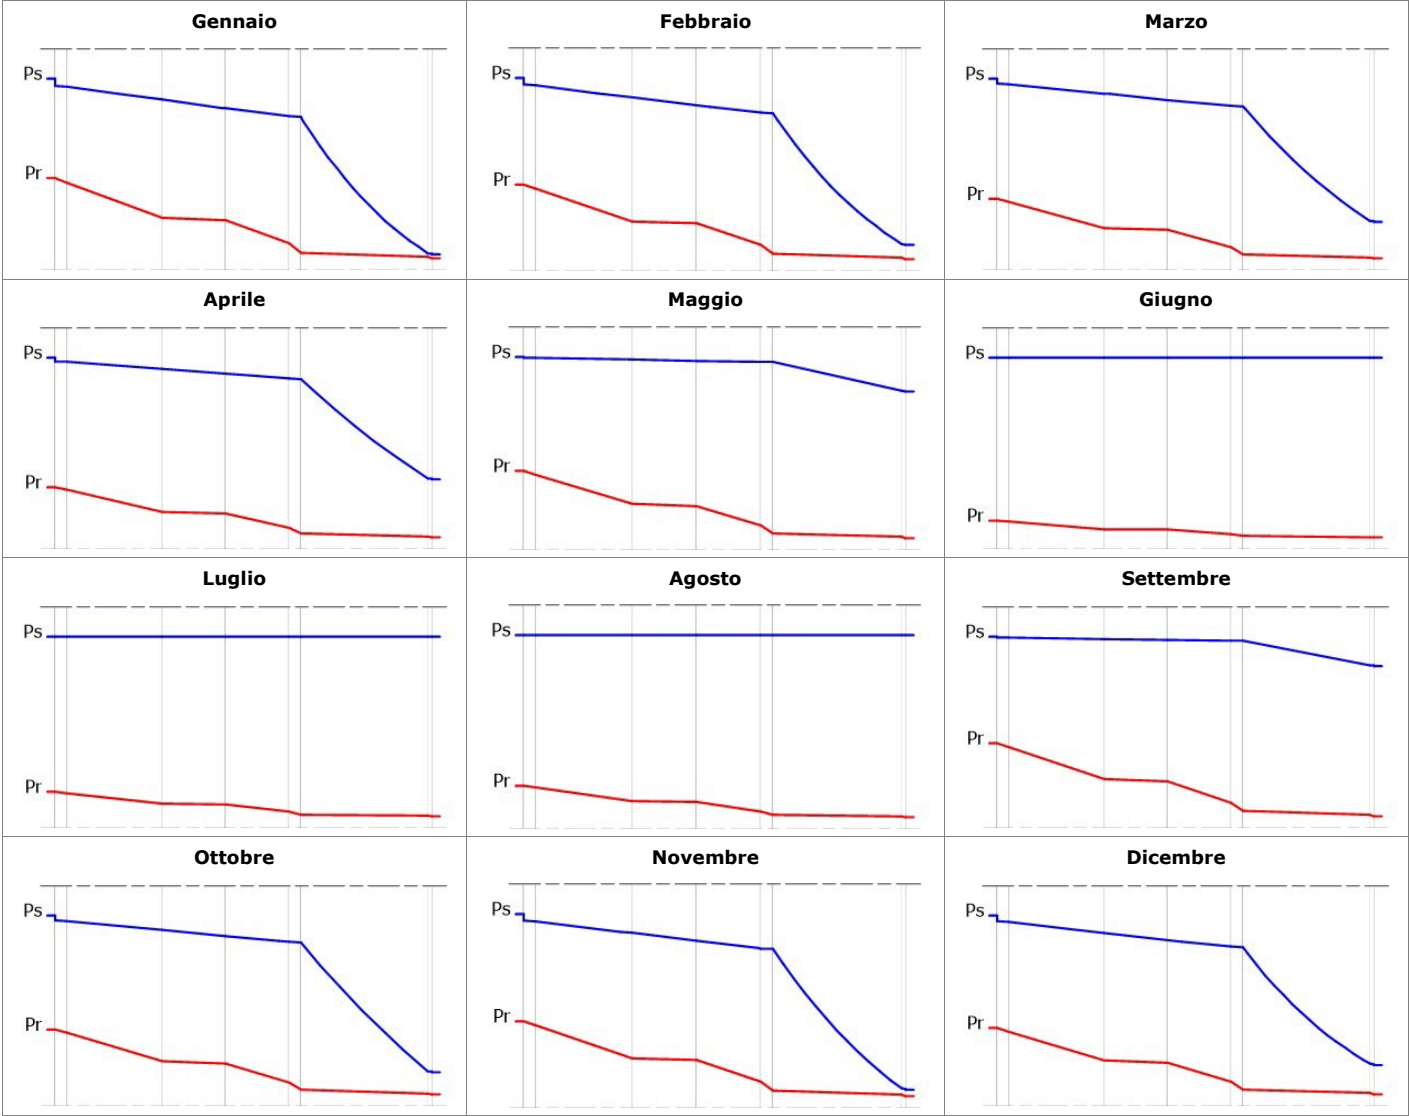 Gennaio
Febbraio
Marzo
Ps
Pr
Ps
Pr
Ps
Pr
Aprile
Maggio
Giugno
Ps
Pr
Ps
Pr
Ps
Pr
Luglio
Agosto
Settembre
Ps
Pr
Ps
Pr
Ps
Pr
Ottobre
Novembre
Dicembre
Ps
Pr
Ps
Pr
Ps
Pr